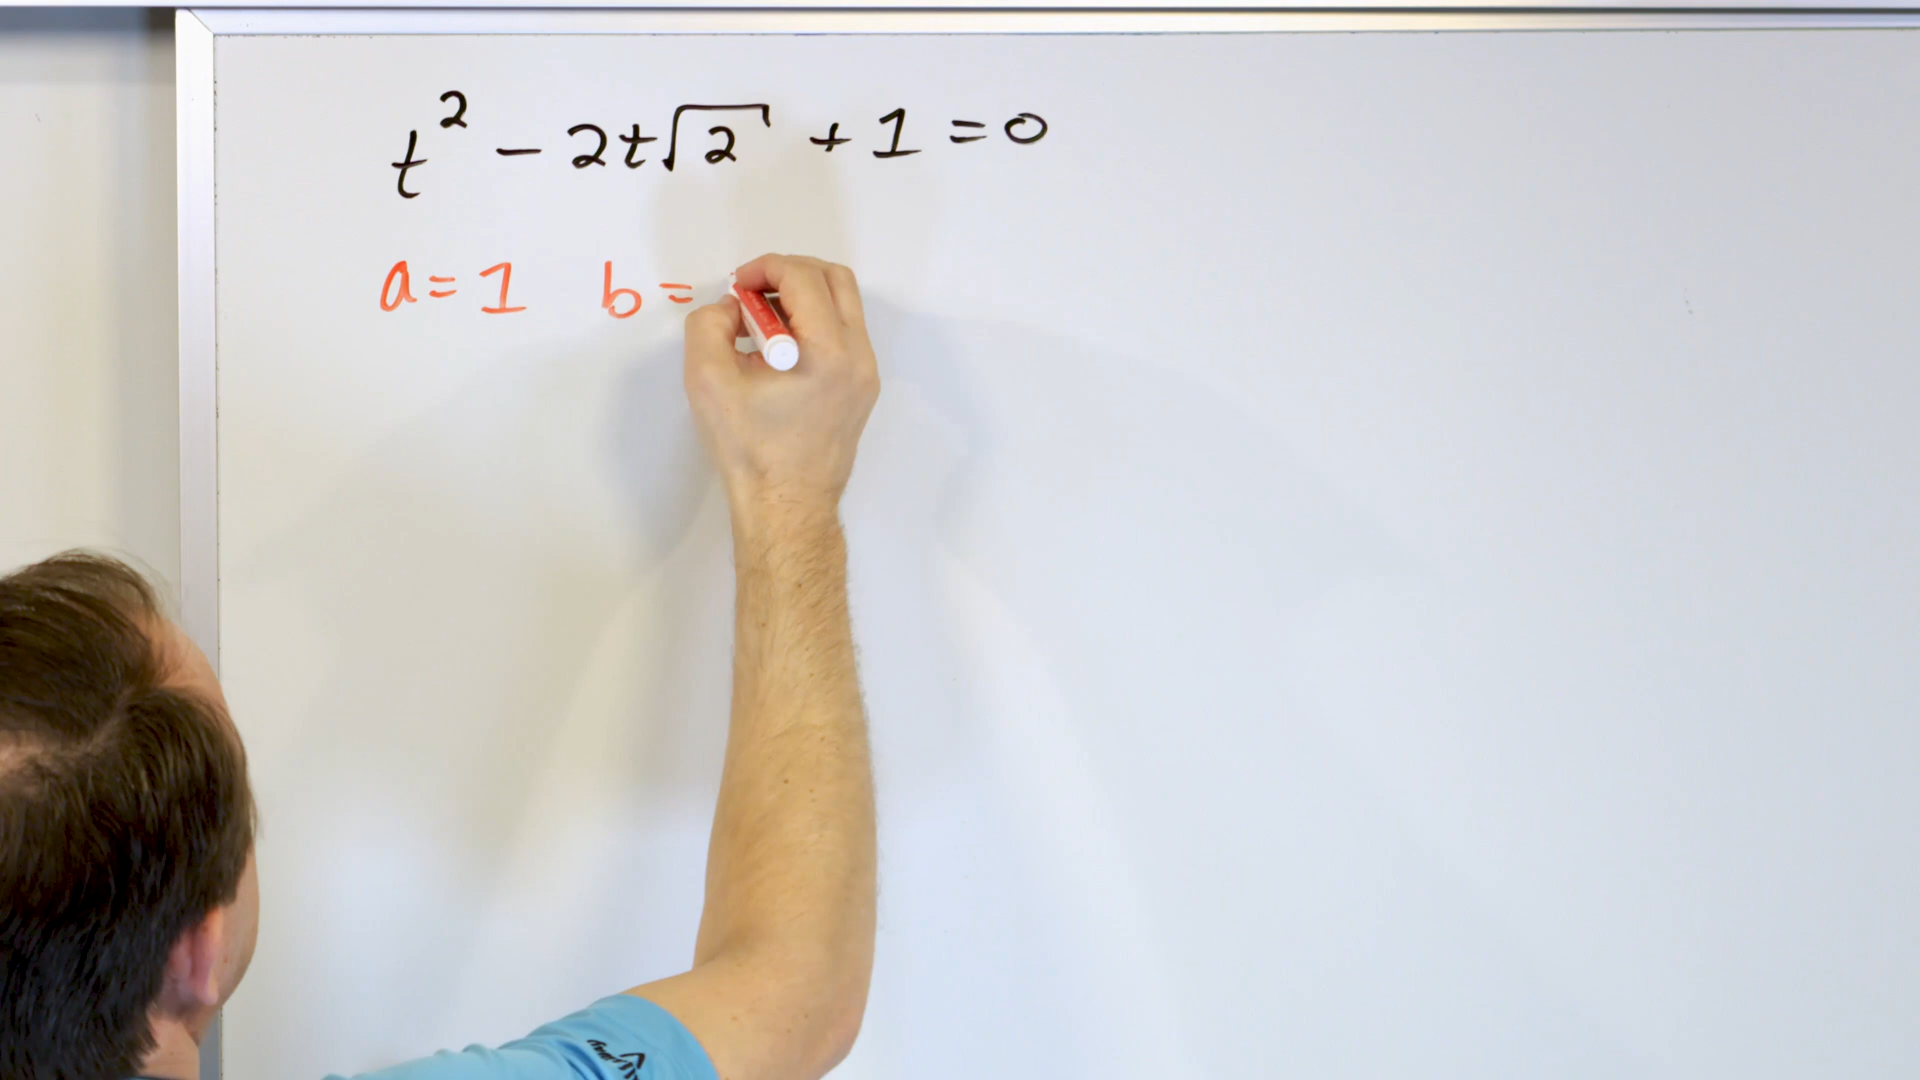 t² - 2t√2 + 1 = 0
a = 1 b =